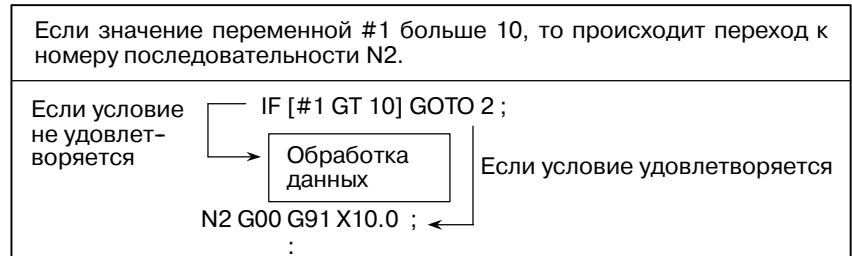 Если значение переменной #1 больше 10, то происходит переход к
номеру последовательности N2.
Если условие
не удовлет-
воряется
IF [#1 GT 10] GOTO 2 ;
Обработка
данных
Если условие удовлетворяется
N2 G00 G91 X10.0 ;
: